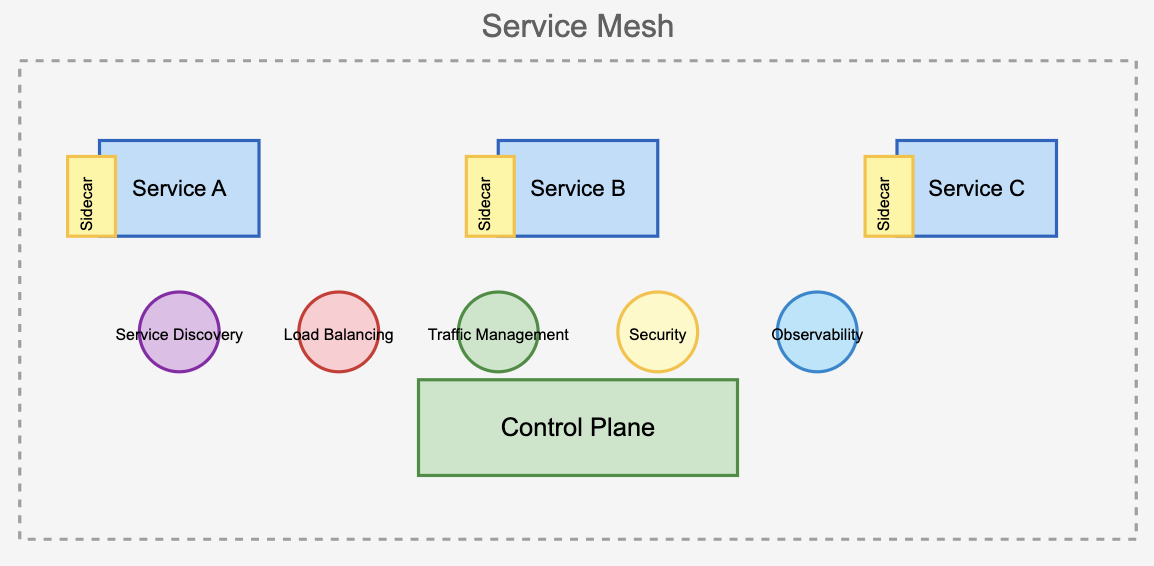 Service Mesh
Sidecar
Service A
Sidecar
Service B
Sidecar
Service C
Service Discovery
Load Balancing
Traffic Management
Security
Observability
Control Plane